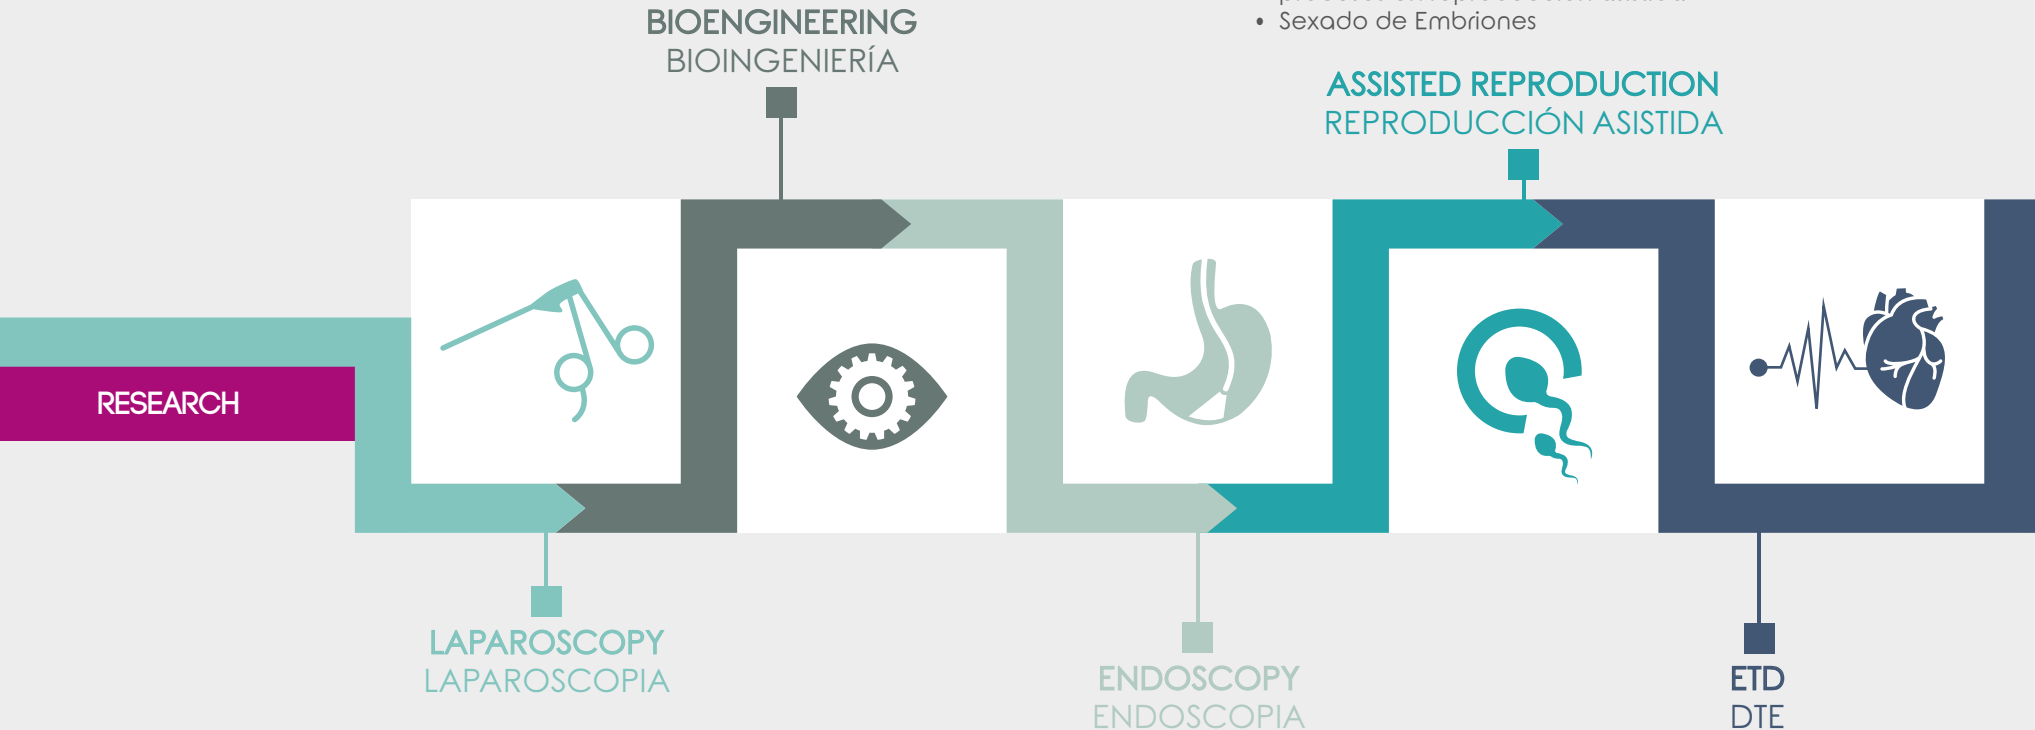 BIOENGINEERING
BIOINGENIERÍA
• Sexado de Embriones
ASSISTED REPRODUCTION
REPRODUCCIÓN ASISTIDA
RESEARCH
LAPAROSCOPY
LAPAROSCOPIA
ENDOSCOPY
ENDOSCOPIA
ETD
DTE